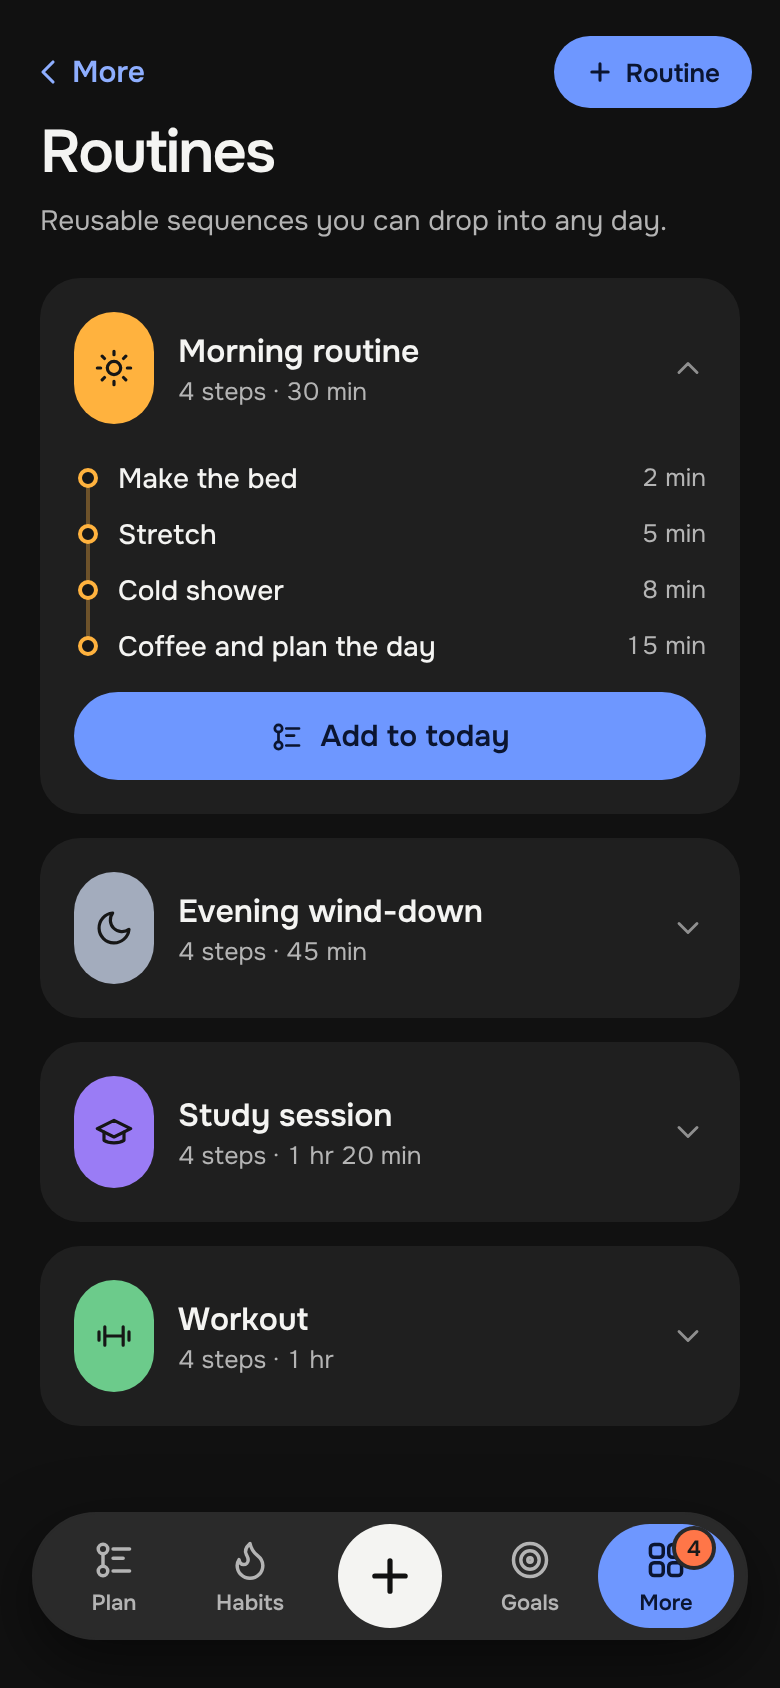 More
Routine
Routines
Reusable sequences you can drop into any day.
Morning routine
4 steps · 30 min
Make the bed 2 min
Stretch 5 min
Cold shower 8 min
Coffee and plan the day 15 min
Add to today
Evening wind-down
4 steps · 45 min
Study session
4 steps · 1 hr 20 min
Workout
4 steps · 1 hr
4
Plan Habits Goals More